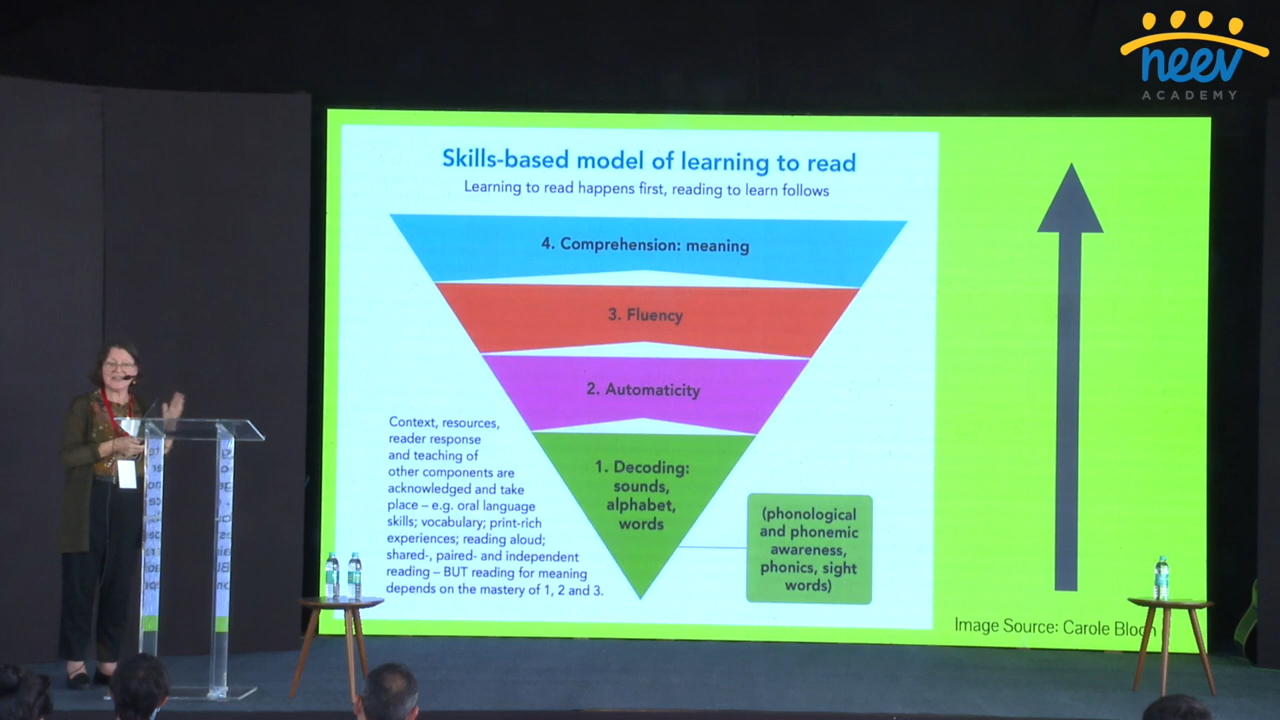 neev
ACADEMY
Skills-based model of learning to read
Learning to read happens first, reading to learn follows
4. Comprehension: meaning
3. Fluency
2. Automaticity
1. Decoding:
sounds,
alphabet,
words
Context, resources,
reader response
and teaching of
other components are
acknowledged and take
place – e.g. oral language
skills; vocabulary; print-rich
experiences; reading aloud;
shared-, paired- and independent
reading – BUT reading for meaning
depends on the mastery of 1, 2 and 3.
(phonological
and phonemic
awareness,
phonics, sight
words)
Image Source: Carole Bloch